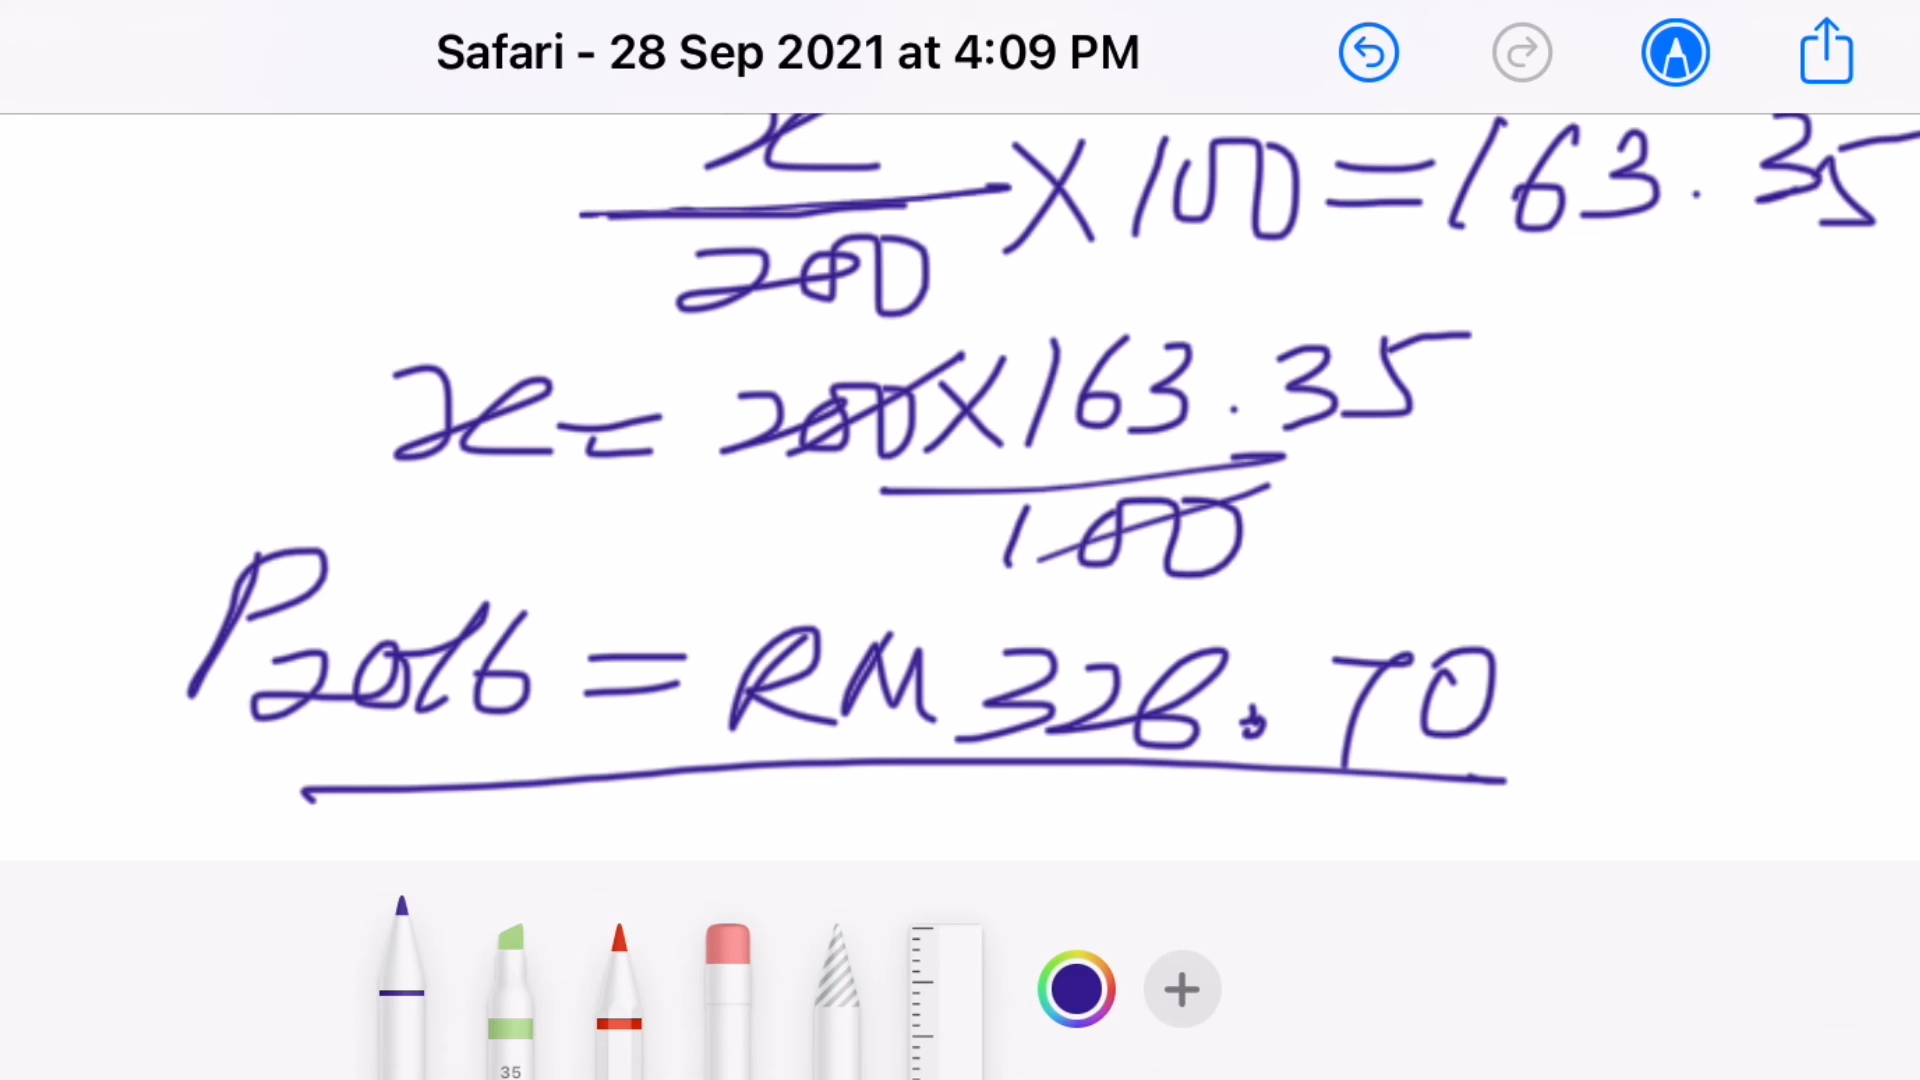 Safari - 28 Sep 2021 at 4:09 PM
x/200 × 100 = 163.35
x = 200 × 163.35
100
P2016 = RM 326.70
35